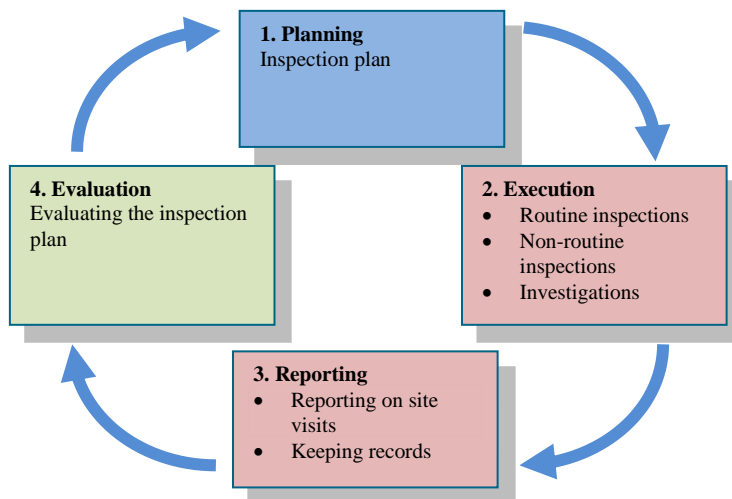 1. Planning
Inspection plan
2. Execution
• Routine inspections
• Non-routine
inspections
• Investigations
3. Reporting
• Reporting on site
visits
• Keeping records
4. Evaluation
Evaluating the inspection
plan